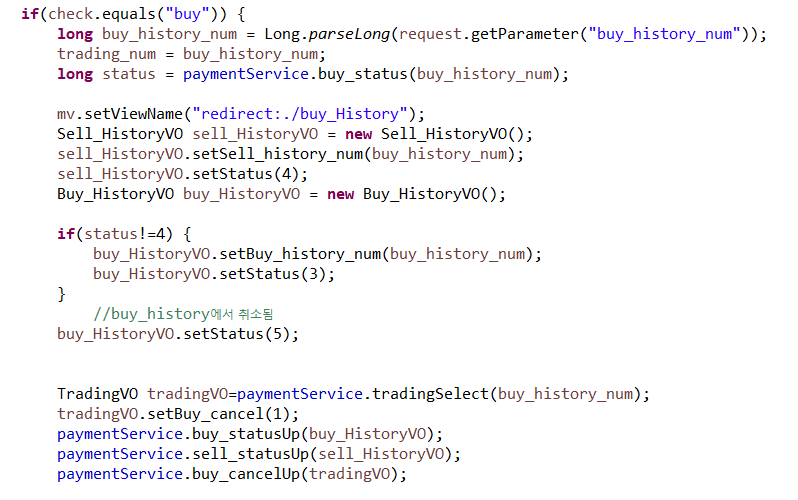 if(check.equals("buy")) {
long buy_history_num = Long.parseLong(request.getParameter("buy_history_num"));
trading_num = buy_history_num;
long status = paymentService.buy_status(buy_history_num);
mv.setViewName("redirect:./buy_History");
Sell_HistoryVO sell_HistoryVO = new Sell_HistoryVO();
sell_HistoryVO.setSell_history_num(buy_history_num);
sell_HistoryVO.setStatus(4);
Buy_HistoryVO buy_HistoryVO = new Buy_HistoryVO();
if(status!=4) {
buy_HistoryVO.setBuy_history_num(buy_history_num);
buy_HistoryVO.setStatus(3);
}
//buy_history에서 취소됨
buy_HistoryVO.setStatus(5);
TradingVO tradingVO=paymentService.tradingSelect(buy_history_num);
tradingVO.setBuy_cancel(1);
paymentService.buy_statusUp(buy_HistoryVO);
paymentService.sell_statusUp(sell_HistoryVO);
paymentService.buy_cancelUp(tradingVO);